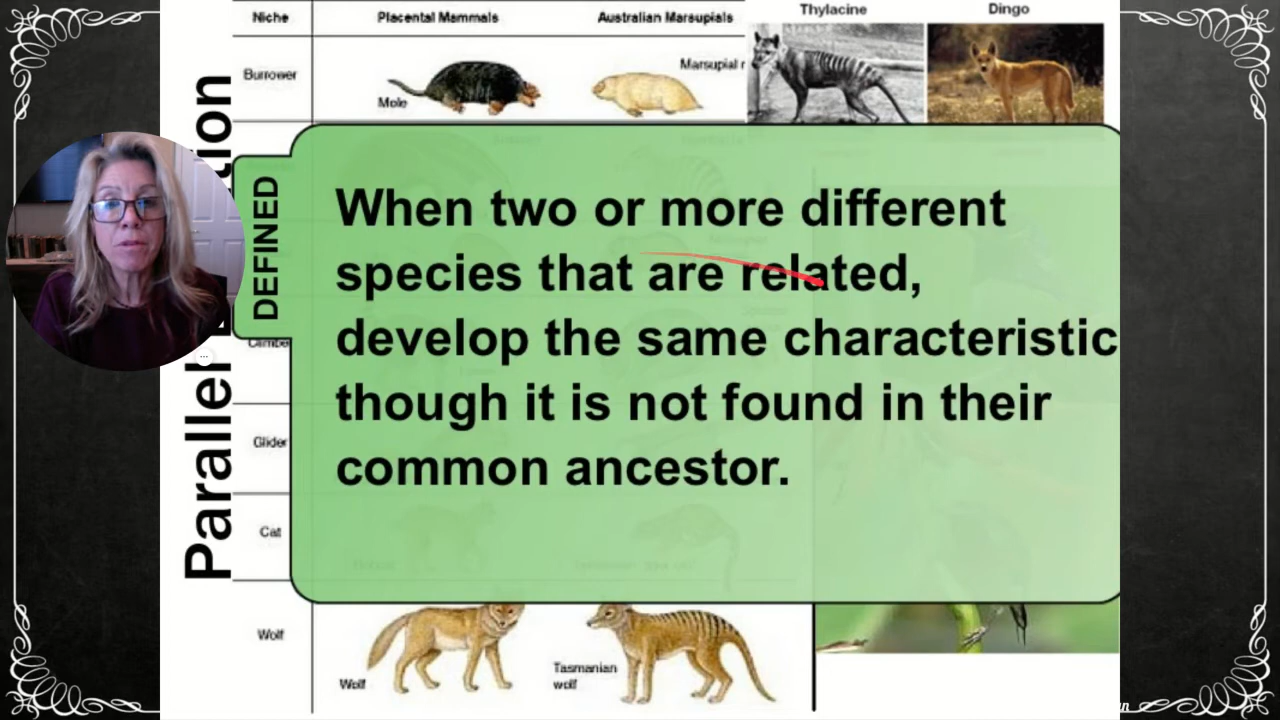 Niche
Placental Mammals
Australian Marsupials
Thylacine
Dingo
Burrower
Mole
Marsupial
Parallel
DEFINED
When two or more different
species that are related,
develop the same characteristic
though it is not found in their
common ancestor.
Glider
Cat
Wolf
Wolf
Tasmanian
wolf